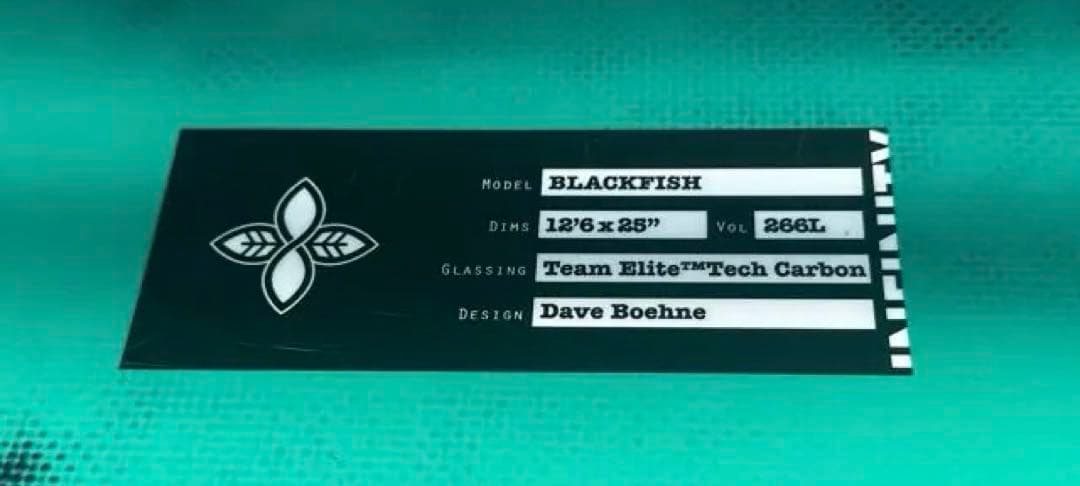 MODEL BLACKFISH
DIMS 12'6 x 25” VOL 266L
GLASSING Team Elite™Tech Carbon
DESIGN Dave Boehne
INFINITY